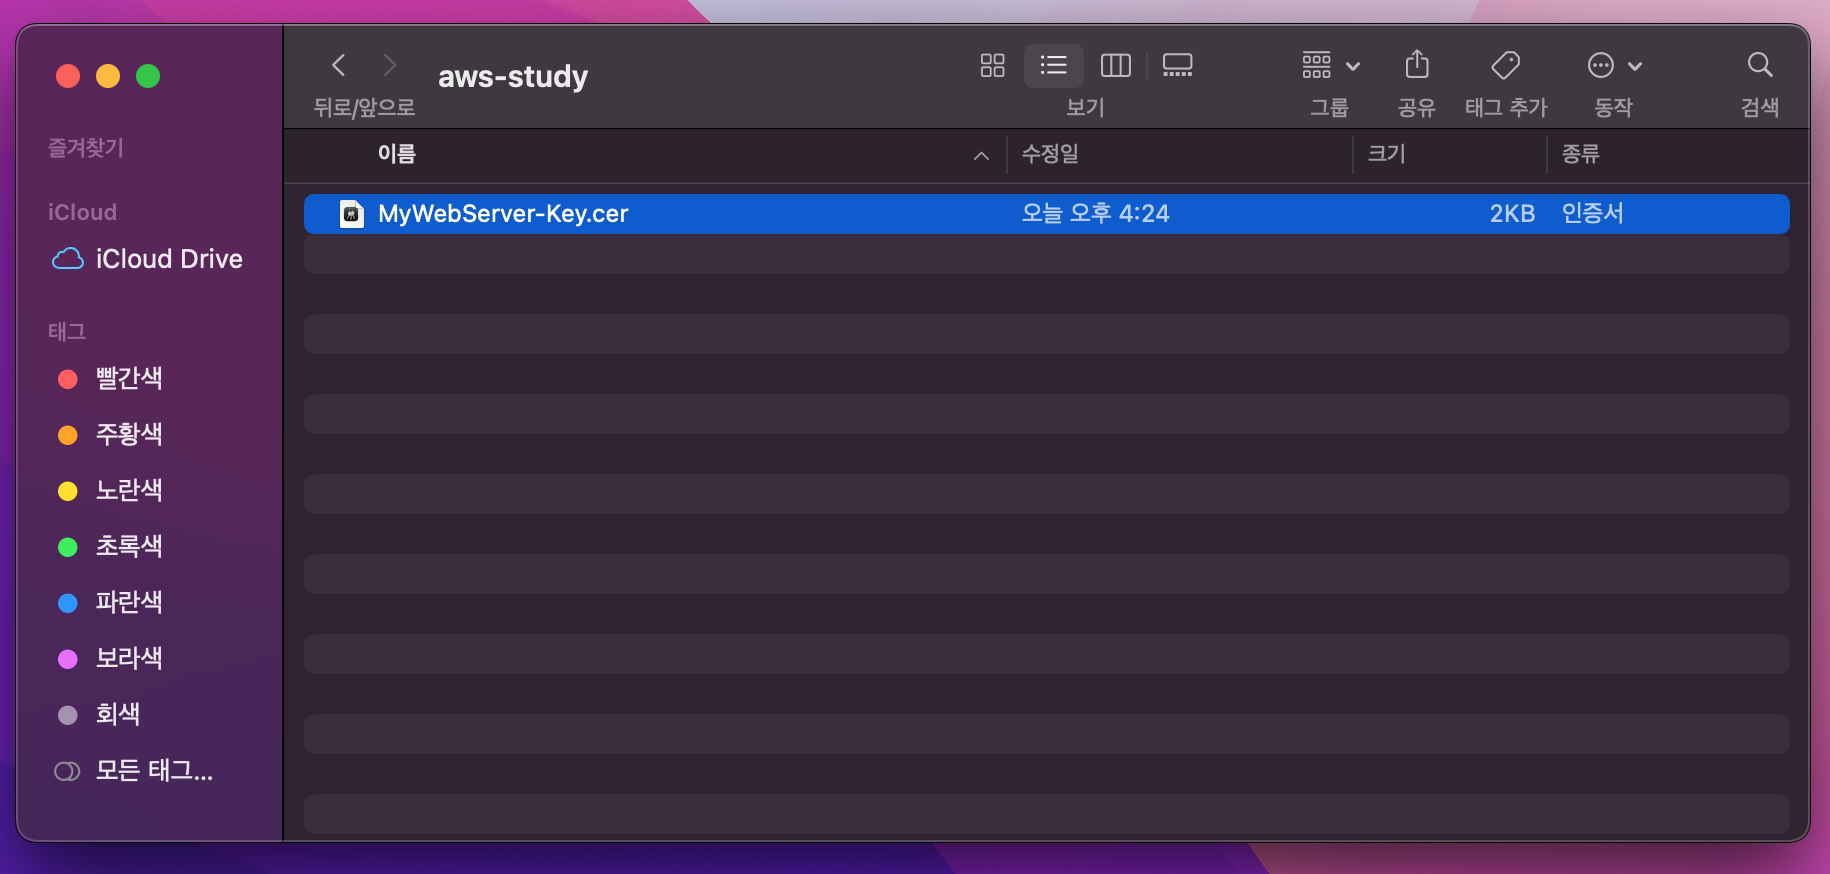 aws-study
뒤로/앞으로
보기
그룹
공유
태그 추가
동작
검색
즐겨찾기
iCloud
iCloud Drive
태그
빨간색
주황색
노란색
초록색
파란색
보라색
회색
모든 태그...
이름 수정일 크기 종류
MyWebServer-Key.cer 오늘 오후 4:24 2KB 인증서